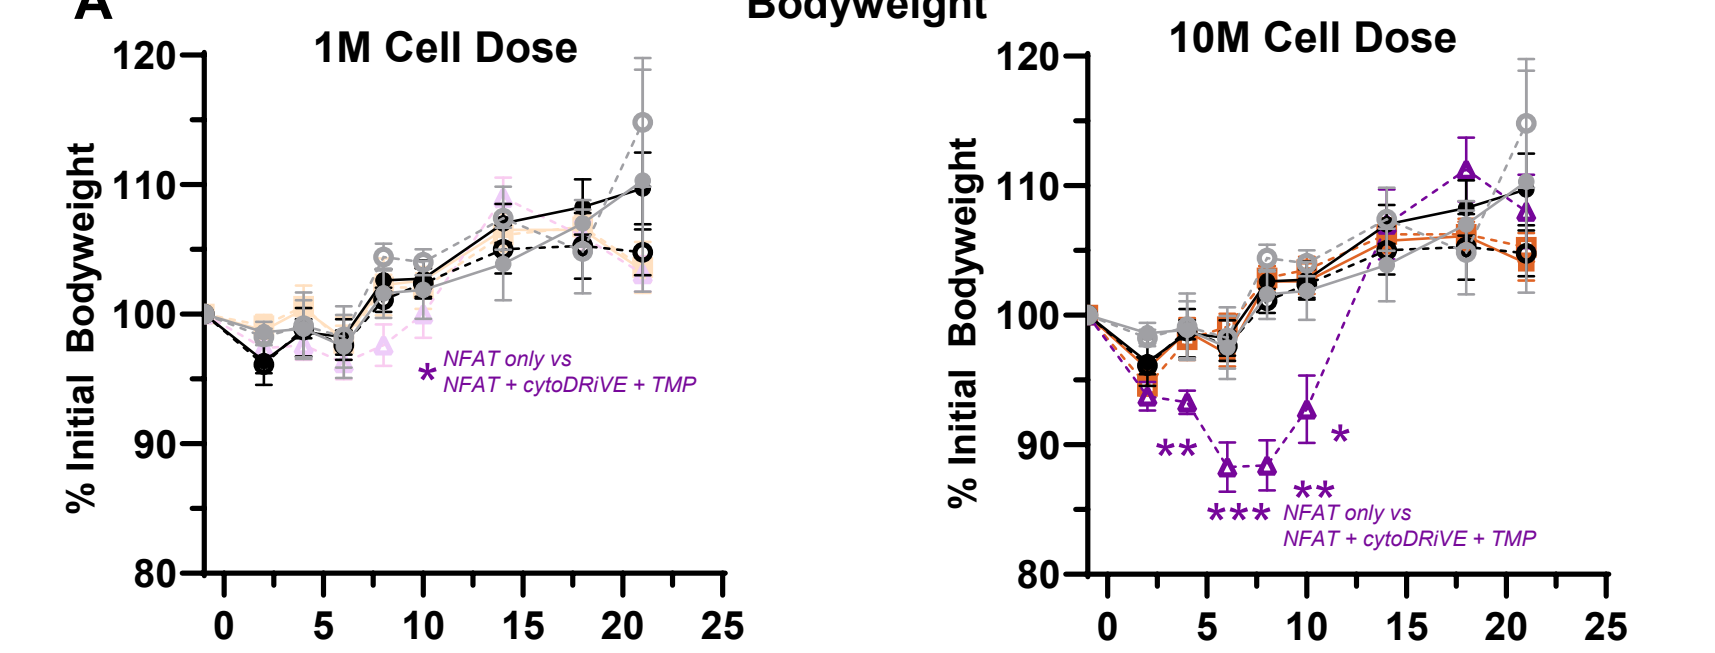 A
Bodyweight
1M Cell Dose
% Initial Bodyweight
120
110
100
90
80
0 5 10 15 20 25
* NFAT only vs
NFAT + cytoDRiVE + TMP
10M Cell Dose
% Initial Bodyweight
120
110
100
90
80
0 5 10 15 20 25
**
*
**
*** NFAT only vs
NFAT + cytoDRiVE + TMP